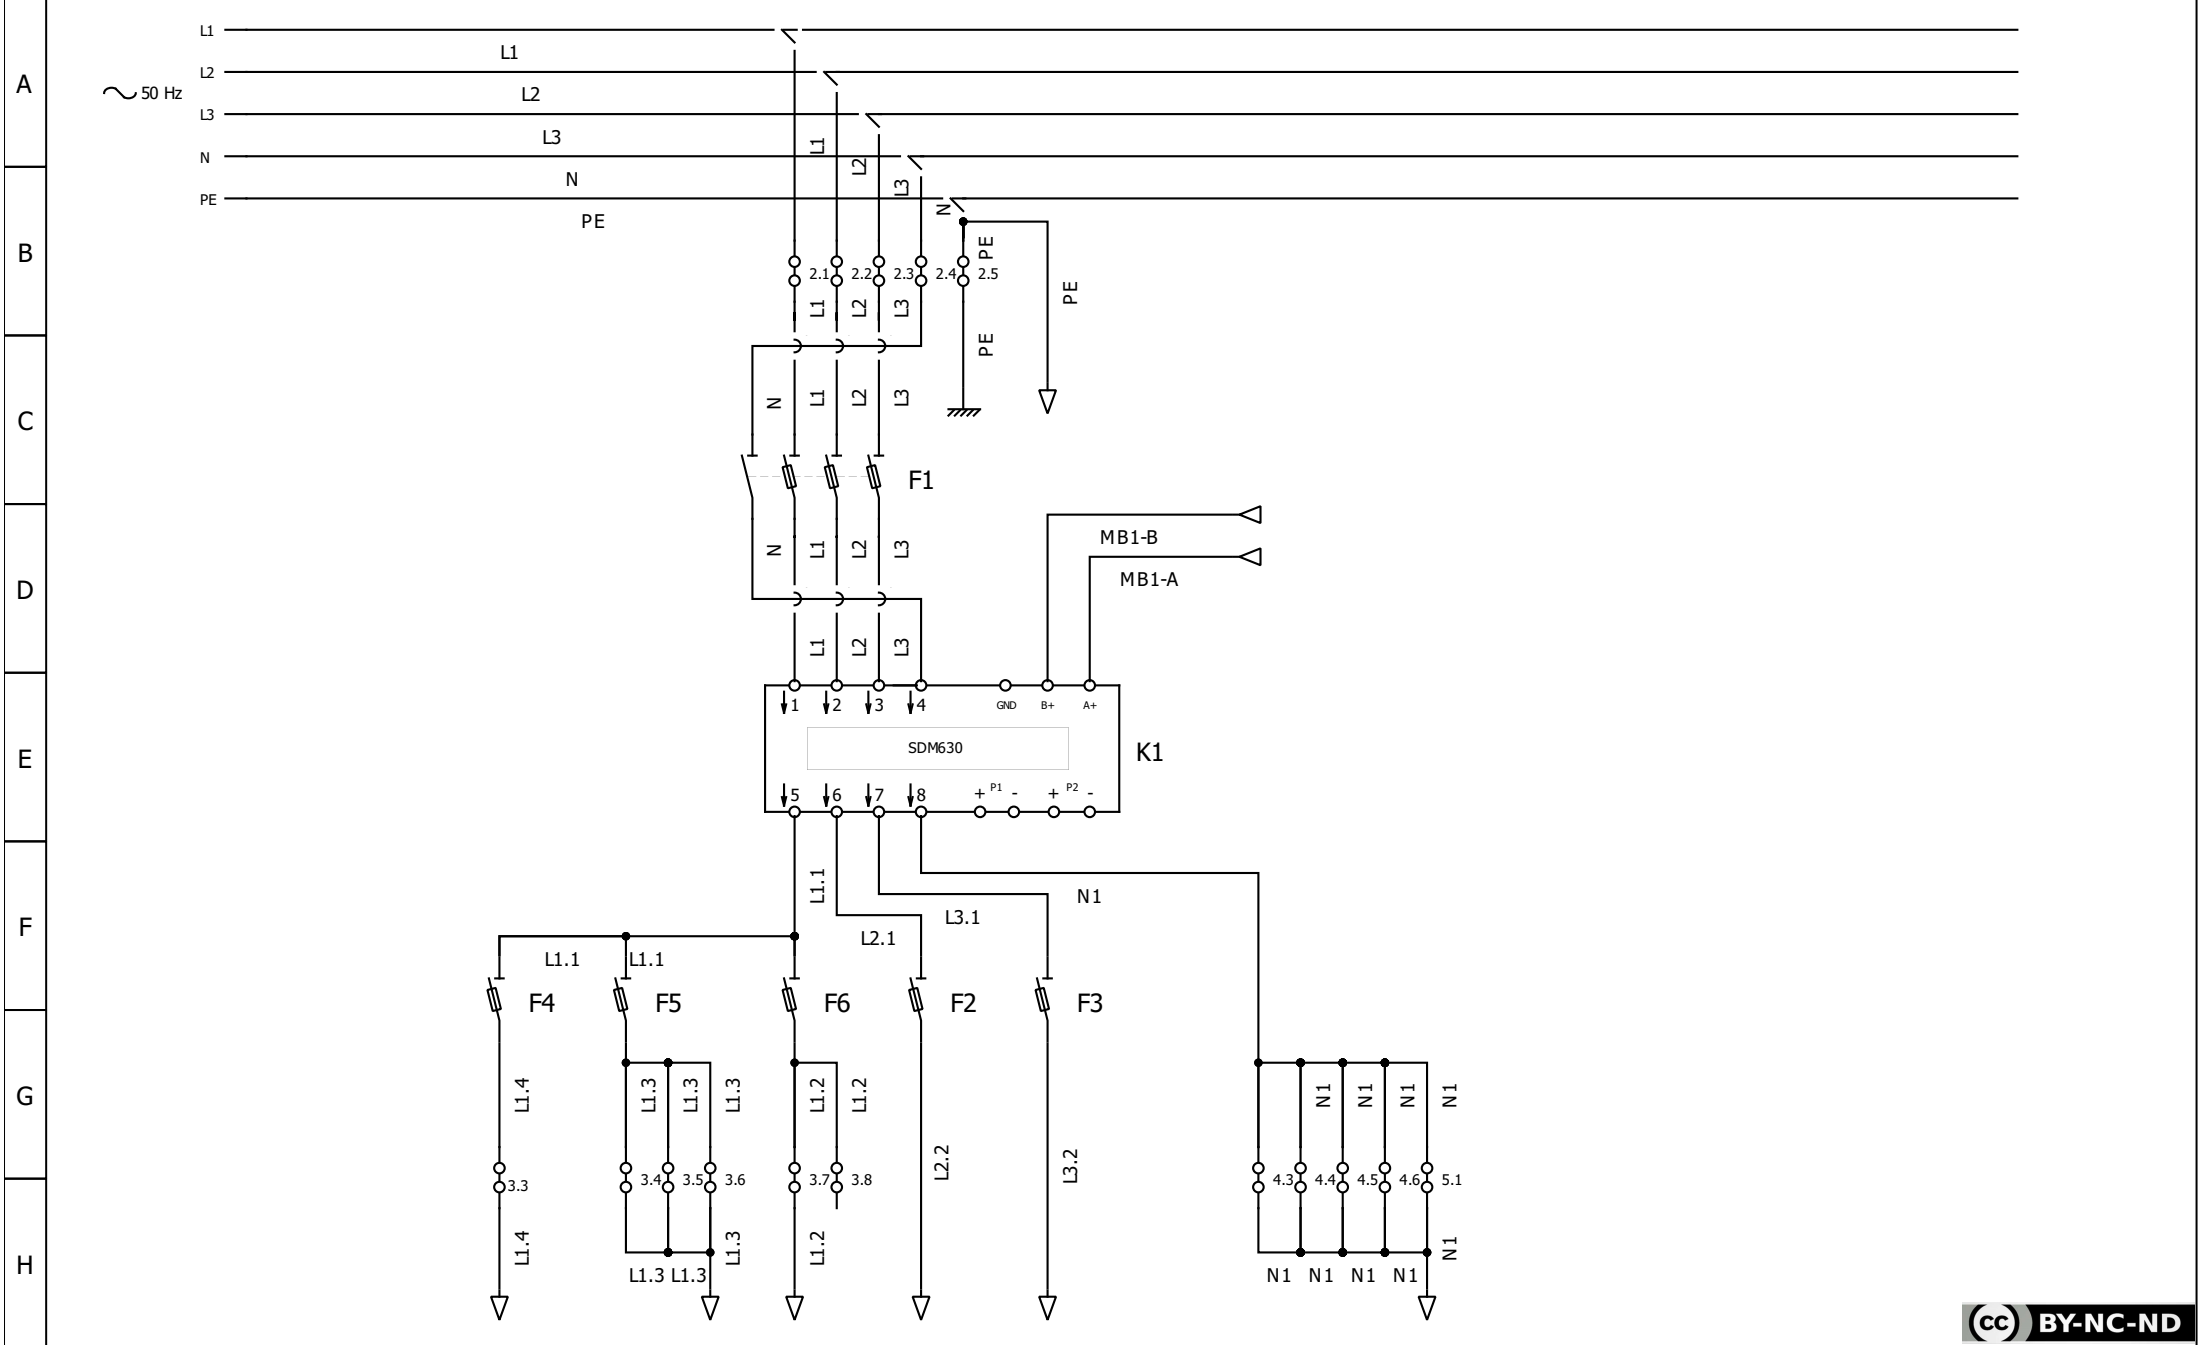 L1
L1
L2
A
50 Hz
L2
L3
L3
L1
N
L2
N
L3
PE
N
PE
B
PE
2.1 2.2 2.3 2.4 2.5
L1 L2 L3
PE
PE
N L1 L2 L3
C
F1
MB1-B
N L1 L2 L3
MB1-A
D
L1 L2 L3
1 2 3 4 GND B+ A+
SDM630
K1
E
5 6 7 8 + P1 - + P2 -
L1.1
N1
L3.1
F
L2.1
L1.1 L1.1
F4 F5 F6 F2 F3
G
L1.4 L1.3 L1.3 L1.3 L1.2 L1.2 N1 N1 N1 N1
L2.2 L3.2
3.3 3.4 3.5 3.6 3.7 3.8 4.3 4.4 4.5 4.6 5.1
L1.4 L1.3 L1.2 N1
H
L1.3 L1.3 N1 N1 N1 N1
cc BY-NC-ND